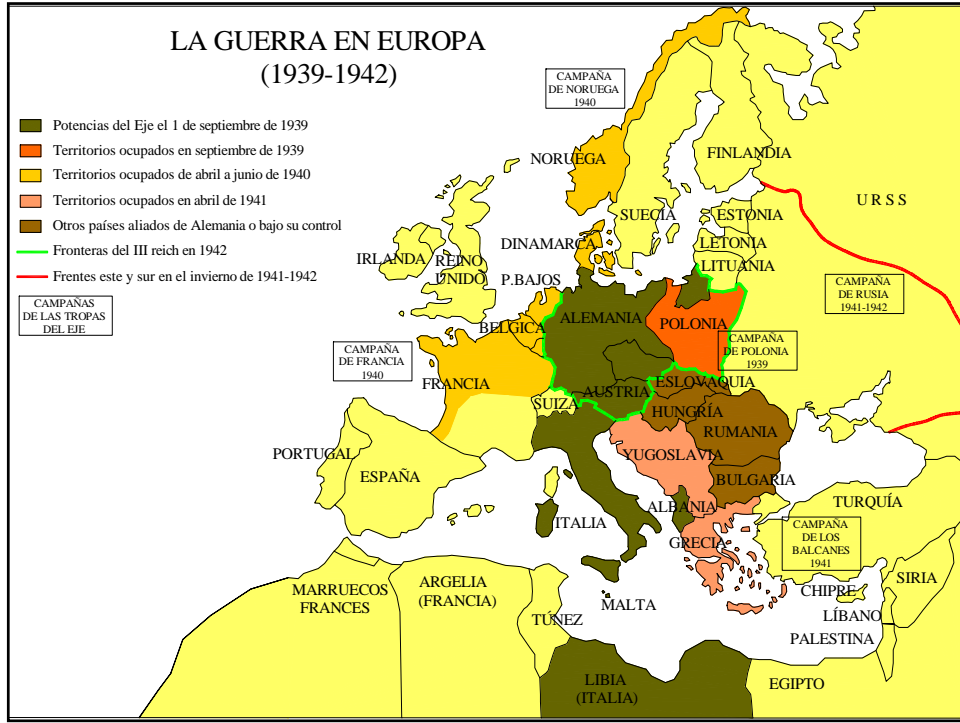 LA GUERRA EN EUROPA
(1939-1942)
CAMPAÑA
DE NORUEGA
1940
Potencias del Eje el 1 de septiembre de 1939
Territorios ocupados en septiembre de 1939
Territorios ocupados de abril a junio de 1940
Territorios ocupados en abril de 1941
Otros países aliados de Alemania o bajo su control
Fronteras del III reich en 1942
Frentes este y sur en el invierno de 1941-1942
CAMPAÑAS
DE LAS TROPAS
DEL EJE
NORUEGA
FINLANDIA
U R S S
SUECIA
ESTONIA
DINAMARCA
LETONIA
IRLANDA
REINO
UNIDO
LITUANIA
P.BAJOS
CAMPAÑA
DE RUSIA
1941-1942
BELGICA
ALEMANIA
POLONIA
CAMPAÑA
DE FRANCIA
1940
CAMPAÑA
DE POLONIA
1939
FRANCIA
ESLOVAQUIA
AUSTRIA
SUIZA
HUNGRÍA
RUMANIA
PORTUGAL
ESPAÑA
YUGOSLAVIA
BULGARIA
TURQUÍA
ALBANIA
ITALIA
GRECIA
CAMPAÑA
DE LOS
BALCANES
1941
MARRUECOS
FRANCES
ARGELIA
(FRANCIA)
SIRIA
CHIPRE
MALTA
LÍBANO
TÚNEZ
PALESTINA
LIBIA
(ITALIA)
EGIPTO